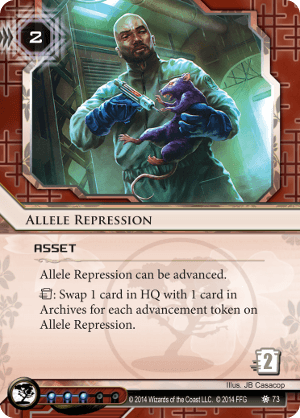 2
ALLELE REPRESSION
ASSET
Allele Repression can be advanced.
: Swap 1 card in HQ with 1 card in
Archives for each advancement token on
Allele Repression.
2
Illus. JB Casacop
© 2014 Wizards of the Coast LLC. © 2014 FFG 73